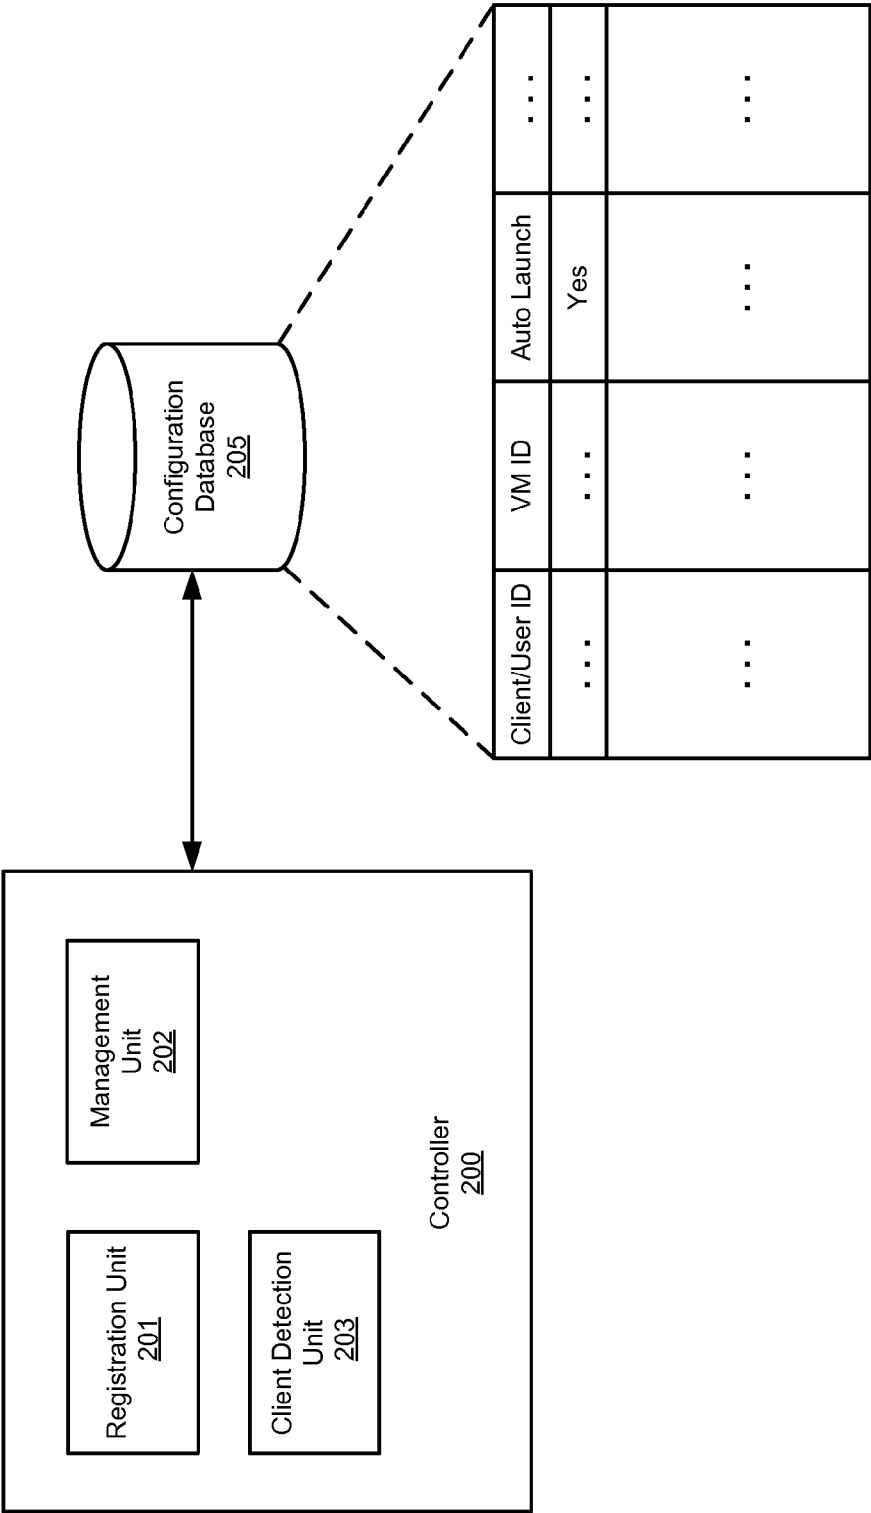 Registration Unit
201
Management
Unit
202
Client Detection
Unit
203
Controller
200
Configuration
Database
205
Client/User ID
VM ID
Auto Launch
...
...
...
Yes
...
...
...
...
...